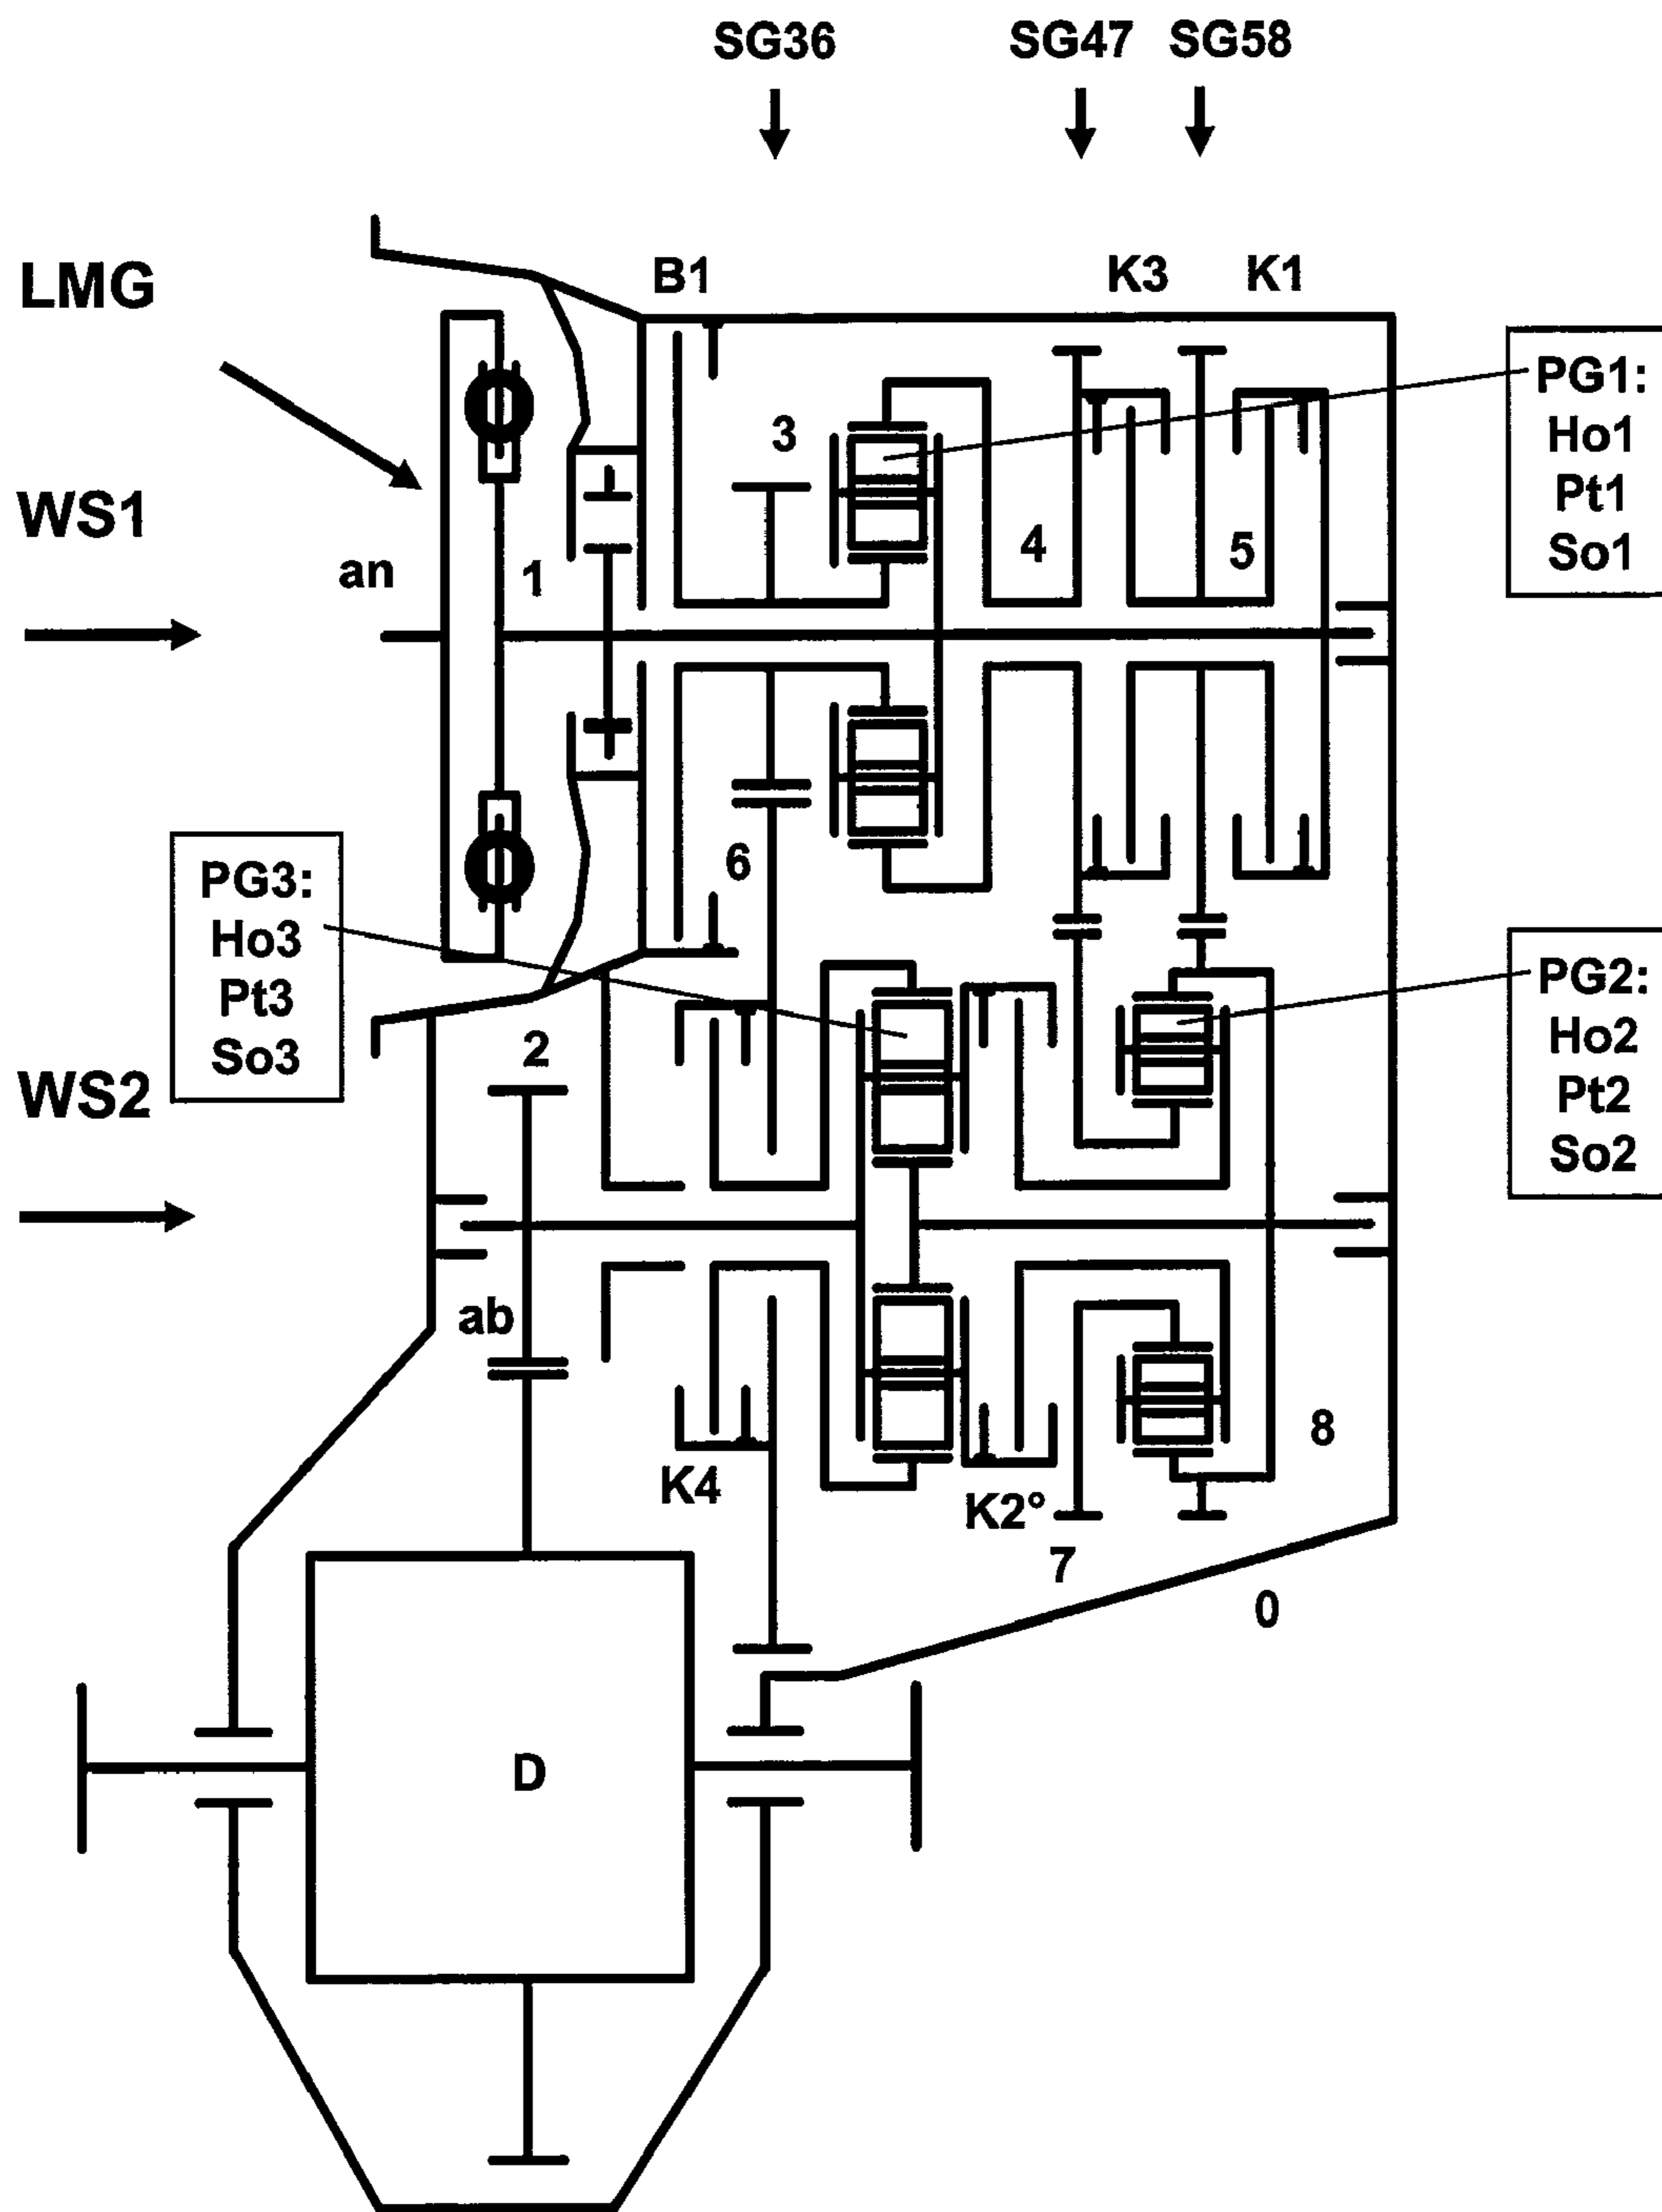 SG36
SG47
SG58
LMG
B1
K3
K1
PG1:
Ho1
Pt1
So1
3
WS1
an
1
4
5
PG3:
Ho3
Pt3
So3
6
PG2:
Ho2
Pt2
So2
2
WS2
ab
8
K4
K2°
7
0
D